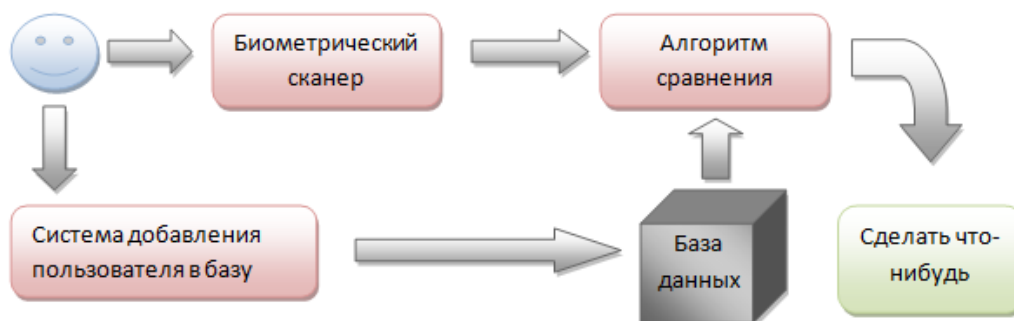 Биометрический
сканер
Алгоритм
сравнения
Система добавления
пользователя в базу
База
данных
Сделать что-
нибудь